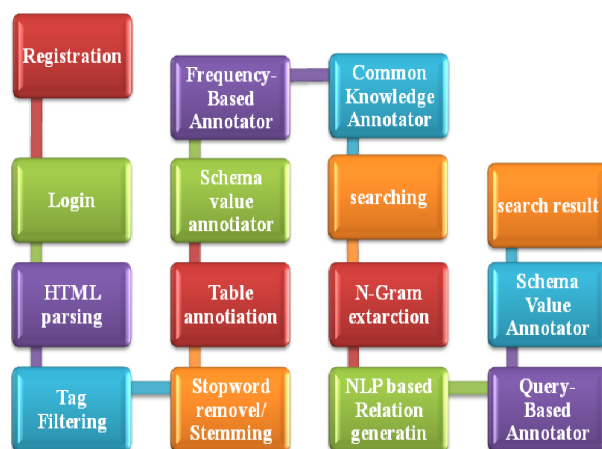 Registration
Login
HTML
parsing
Tag
Filtering
Stopword
removel/
Stemming
Table
annotiation
Schema
value
annotiator
Frequency-
Based
Annotator
Common
Knowledge
Annotator
searching
N-Gram
extarction
NLP based
Relation
generatin
Query-
Based
Annotator
Schema
Value
Annotator
search result